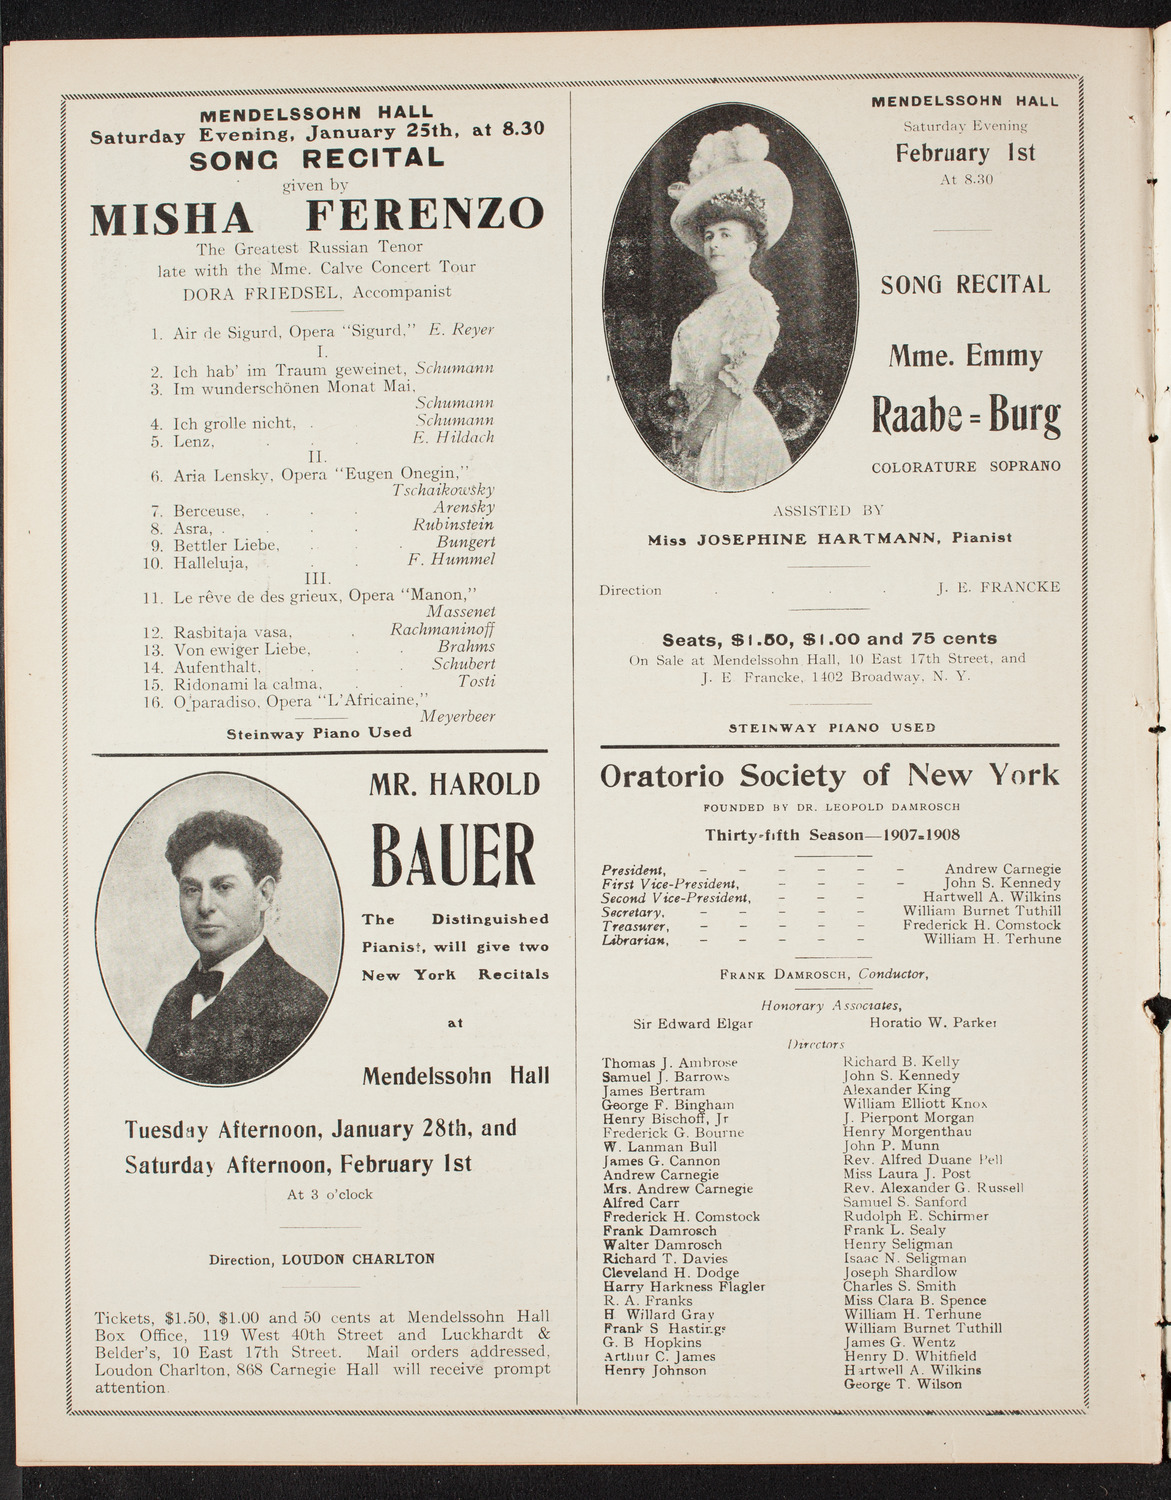 MENDELSSOHN HALL
Saturday Evening, January 25th, at 8.30
SONG RECITAL
given by
MISHA FERENZO
The Greatest Russian Tenor
late with the Mme. Calve Concert Tour
DORA FRIEDSEL, Accompanist
1. Air de Sigurd, Opera "Sigurd," E. Reyer
I.
2. Ich hab' im Traum geweinet, Schumann
3. Im wunderschönen Monat Mai,
Schumann
4. Ich grolle nicht, . Schumann
5. Lenz, . . E. Hildach
II.
6. Aria Lensky, Opera "Eugen Onegin,"
Tschaikowsky
7. Berceuse, . . . Arensky
8. Asra, . . . . Rubinstein
9. Bettler Liebe, . . . Bungert
10. Halleluja, . . F. Hummel
III.
11. Le rêve de des grieux, Opera "Manon,"
Massenet
12. Rasbitaja vasa, . Rachmaninoff
13. Von ewiger Liebe, . . Brahms
14. Aufenthalt, . . . Schubert
15. Ridonami la calma, . . Tosti
16. O'paradiso, Opera "L'Africaine,"
Meyerbeer
Steinway Piano Used
MR. HAROLD
BAUER
The Distinguished
Pianist, will give two
New York Recitals
at
Mendelssohn Hall
Tuesday Afternoon, January 28th, and
Saturday Afternoon, February 1st
At 3 o'clock
Direction, LOUDON CHARLTON
Tickets, $1.50, $1.00 and 50 cents at Mendelssohn Hall
Box Office, 119 West 40th Street and Luckhardt &
Belder's, 10 East 17th Street. Mail orders addressed,
Loudon Charlton, 868 Carnegie Hall will receive prompt
attention.
MENDELSSOHN HALL
Saturday Evening
February 1st
At 8.30
SONG RECITAL
Mme. Emmy
Raabe=Burg
COLORATURE SOPRANO
ASSISTED BY
Miss JOSEPHINE HARTMANN, Pianist
Direction . . . . J. E. FRANCKE
Seats, $1.50, $1.00 and 75 cents
On Sale at Mendelssohn Hall, 10 East 17th Street, and
J. E Francke, 1402 Broadway, N. Y.
STEINWAY PIANO USED
Oratorio Society of New York
FOUNDED BY DR. LEOPOLD DAMROSCH
Thirty-fifth Season—1907=1908
President, – – – – – – Andrew Carnegie
First Vice-President, – – – – John S. Kennedy
Second Vice-President, – – – Hartwell A. Wilkins
Secretary, – – – – – William Burnet Tuthill
Treasurer, – – – – – Frederick H. Comstock
Librarian, – – – – – William H. Terhune
FRANK DAMROSCH, Conductor,
Honorary Associates,
Sir Edward Elgar Horatio W. Parker
Directors
Thomas J. Ambrose
Samuel J. Barrows
James Bertram
George F. Bingham
Henry Bischoff, Jr
Frederick G. Bourne
W. Lanman Bull
James G. Cannon
Andrew Carnegie
Mrs. Andrew Carnegie
Alfred Carr
Frederick H. Comstock
Frank Damrosch
Walter Damrosch
Richard T. Davies
Cleveland H. Dodge
Harry Harkness Flagler
R. A. Franks
H Willard Gray
Frank S Hastings
G. B Hopkins
Arthur C. James
Henry Johnson
Richard B. Kelly
John S. Kennedy
Alexander King
William Elliott Knox
J. Pierpont Morgan
Henry Morgenthau
John P. Munn
Rev. Alfred Duane Pell
Miss Laura J. Post
Rev. Alexander G. Russell
Samuel S. Sanford
Rudolph E. Schirmer
Frank L. Sealy
Henry Seligman
Isaac N. Seligman
Joseph Shardlow
Charles S. Smith
Miss Clara B. Spence
William H. Terhune
William Burnet Tuthill
James G. Wentz
Henry D. Whitfield
Hartwell A. Wilkins
George T. Wilson